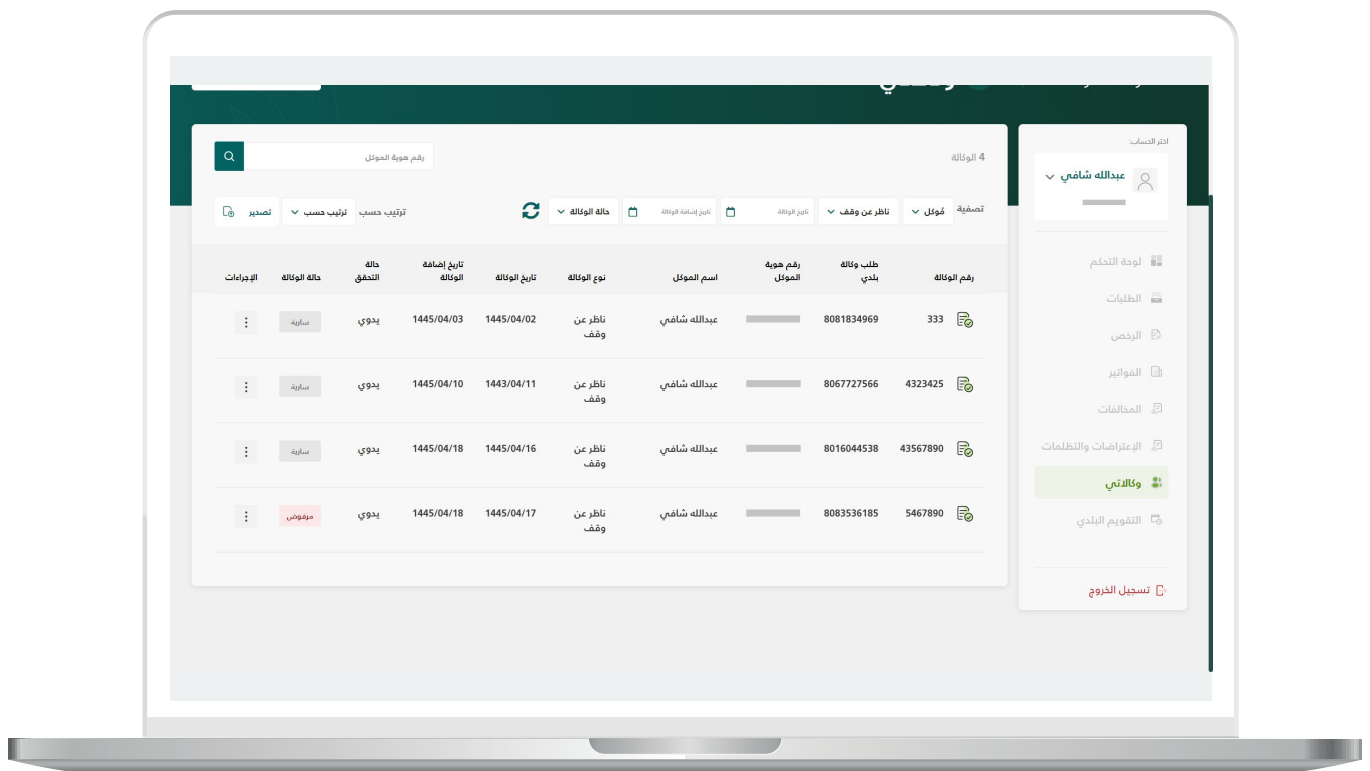 اختر الحساب:
عبدالله شافي
لوحة التحكم
الطلبات
الرخص
الفواتير
المخالفات
الإعتراضات والتظلمات
وكالاتي
التقويم البلدي
تسجيل الخروج
4 الوكالة
رقم هوية الموكل
تصفية مُوكل ناظر عن وقف تاريخ الوكالة تاريخ إضافة الوكالة حالة الوكالة ترتيب حسب ترتيب حسب تصدير
رقم الوكالة طلب وكالة بلدي رقم هوية الموكل اسم الموكل نوع الوكالة تاريخ الوكالة تاريخ إضافة الوكالة حالة التحقق حالة الوكالة الإجراءات
333 8081834969 عبدالله شافي ناظر عن وقف 1445/04/02 1445/04/03 يدوي سارية
4323425 8067727566 عبدالله شافي ناظر عن وقف 1443/04/11 1445/04/10 يدوي سارية
43567890 8016044538 عبدالله شافي ناظر عن وقف 1445/04/16 1445/04/18 يدوي سارية
5467890 8083536185 عبدالله شافي ناظر عن وقف 1445/04/17 1445/04/18 يدوي مرفوض